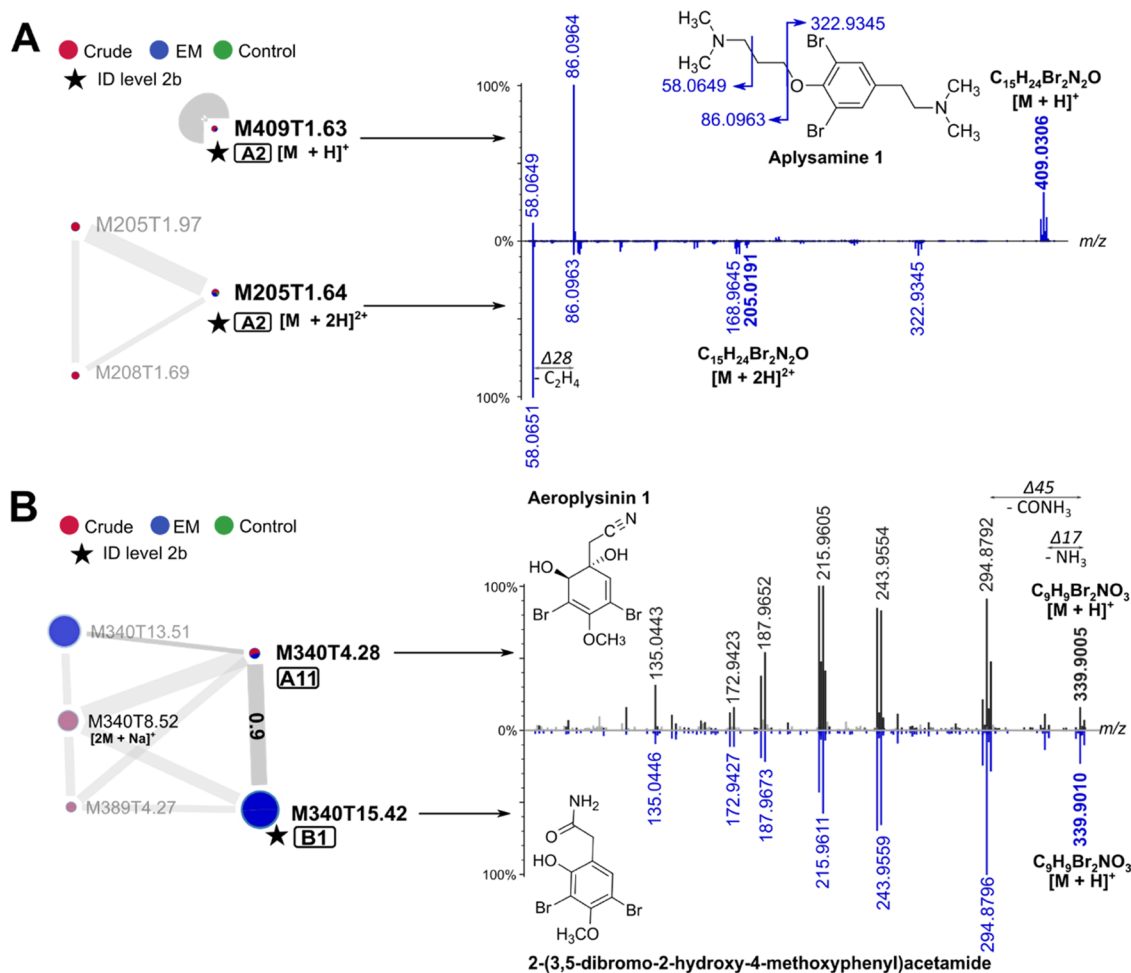 A
Crude EM Control
ID level 2b
M409T1.63
A2 [M + H]+
M205T1.97
M205T1.64
A2 [M + 2H]2+
M208T1.69
100%
0%
100%
58.0649
86.0964
58.0651
86.0963
Δ28
- C2H4
168.9645
205.0191
322.9345
C15H24Br2N2O
[M + 2H]2+
409.0306
m/z
C15H24Br2N2O
[M + H]+
H3C
N
H3C
58.0649
86.0963
322.9345
Br
O
Br
N
CH3
CH3
Aplysamine 1
B
Crude EM Control
ID level 2b
M340T13.51
M340T4.28
A11
M340T8.52
[2M + Na]+
0.9
M389T4.27
M340T15.42
B1
Aeroplysinin 1
N
HO
OH
Br
Br
OCH3
100%
0%
100%
135.0443
172.9423
187.9652
215.9605
243.9554
294.8792
339.9005
Δ45
- CONH3
Δ17
- NH3
C9H9Br2NO3
[M + H]+
m/z
135.0446
172.9427
187.9673
215.9611
243.9559
294.8796
339.9010
C9H9Br2NO3
[M + H]+
NH2
O
HO
Br
Br
H3CO
2-(3,5-dibromo-2-hydroxy-4-methoxyphenyl)acetamide